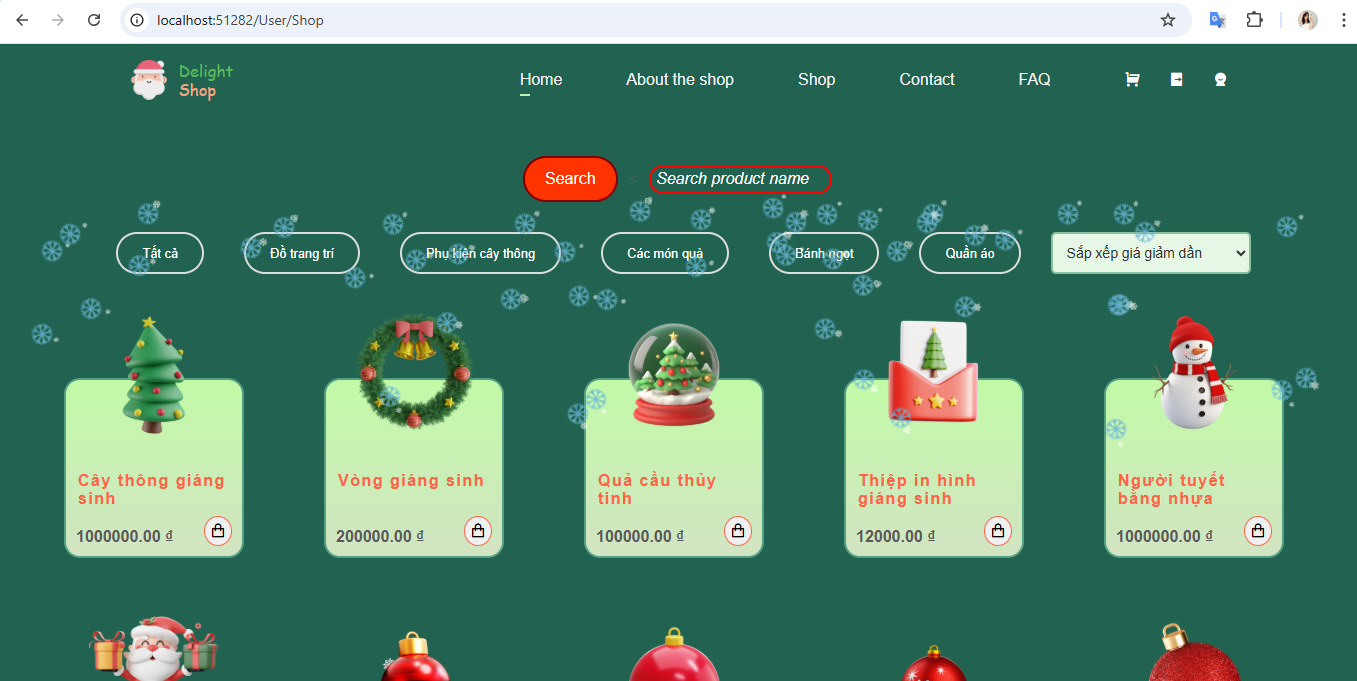 localhost:51282/User/Shop
Delight
Shop
Home
About the shop
Shop
Contact
FAQ
Search
<
Search product name
Tất cả
Đồ trang trí
Phụ kiện cây thông
Các món quà
Bánh ngọt
Quần áo
Sắp xếp giá giảm dần
Cây thông giáng
sinh
1000000.00 ₫
Vòng giáng sinh
200000.00 ₫
Quả cầu thủy
tinh
100000.00 ₫
Thiệp in hình
giáng sinh
12000.00 ₫
Người tuyết
bằng nhựa
1000000.00 ₫